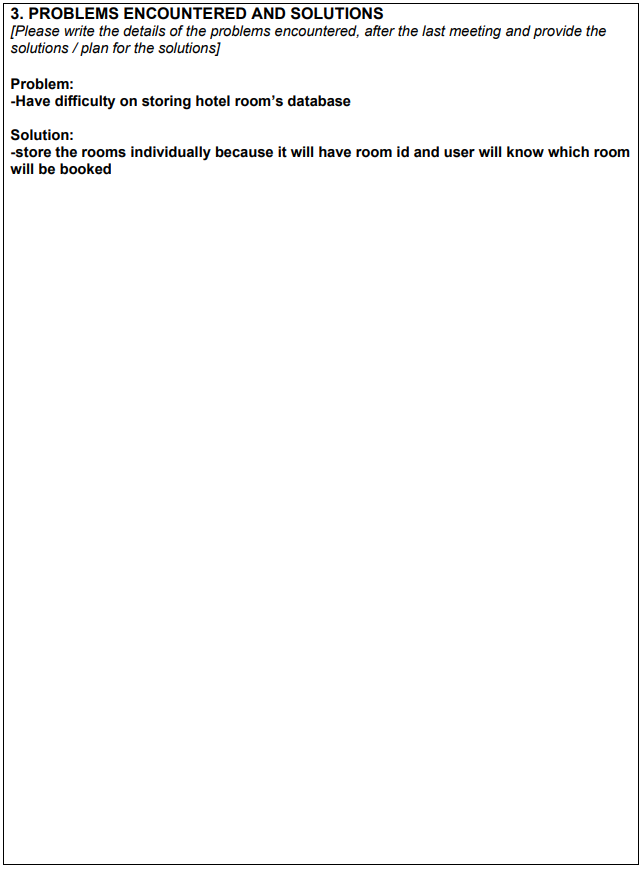 3. PROBLEMS ENCOUNTERED AND SOLUTIONS
[Please write the details of the problems encountered, after the last meeting and provide the
solutions / plan for the solutions]
Problem:
-Have difficulty on storing hotel room’s database
Solution:
-store the rooms individually because it will have room id and user will know which room
will be booked